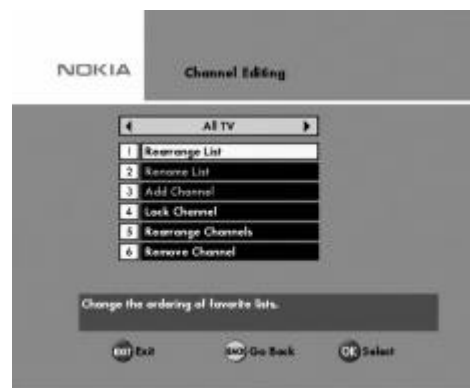 NOKIA
Channel Editing
All TV
1 Rearrange List
2 Rename List
3 Add Channel
4 Lock Channel
5 Rearrange Channels
6 Remove Channel
Change the ordering of favorite lists.
EXIT Exit BACK Go Back OK Select